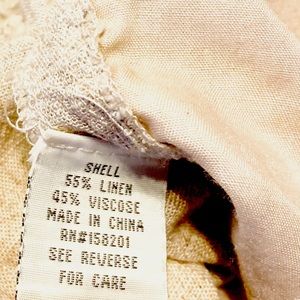 SHELL
55% LINEN
45% VISCOSE
MADE IN CHINA
RN#158201
SEE REVERSE
FOR CARE